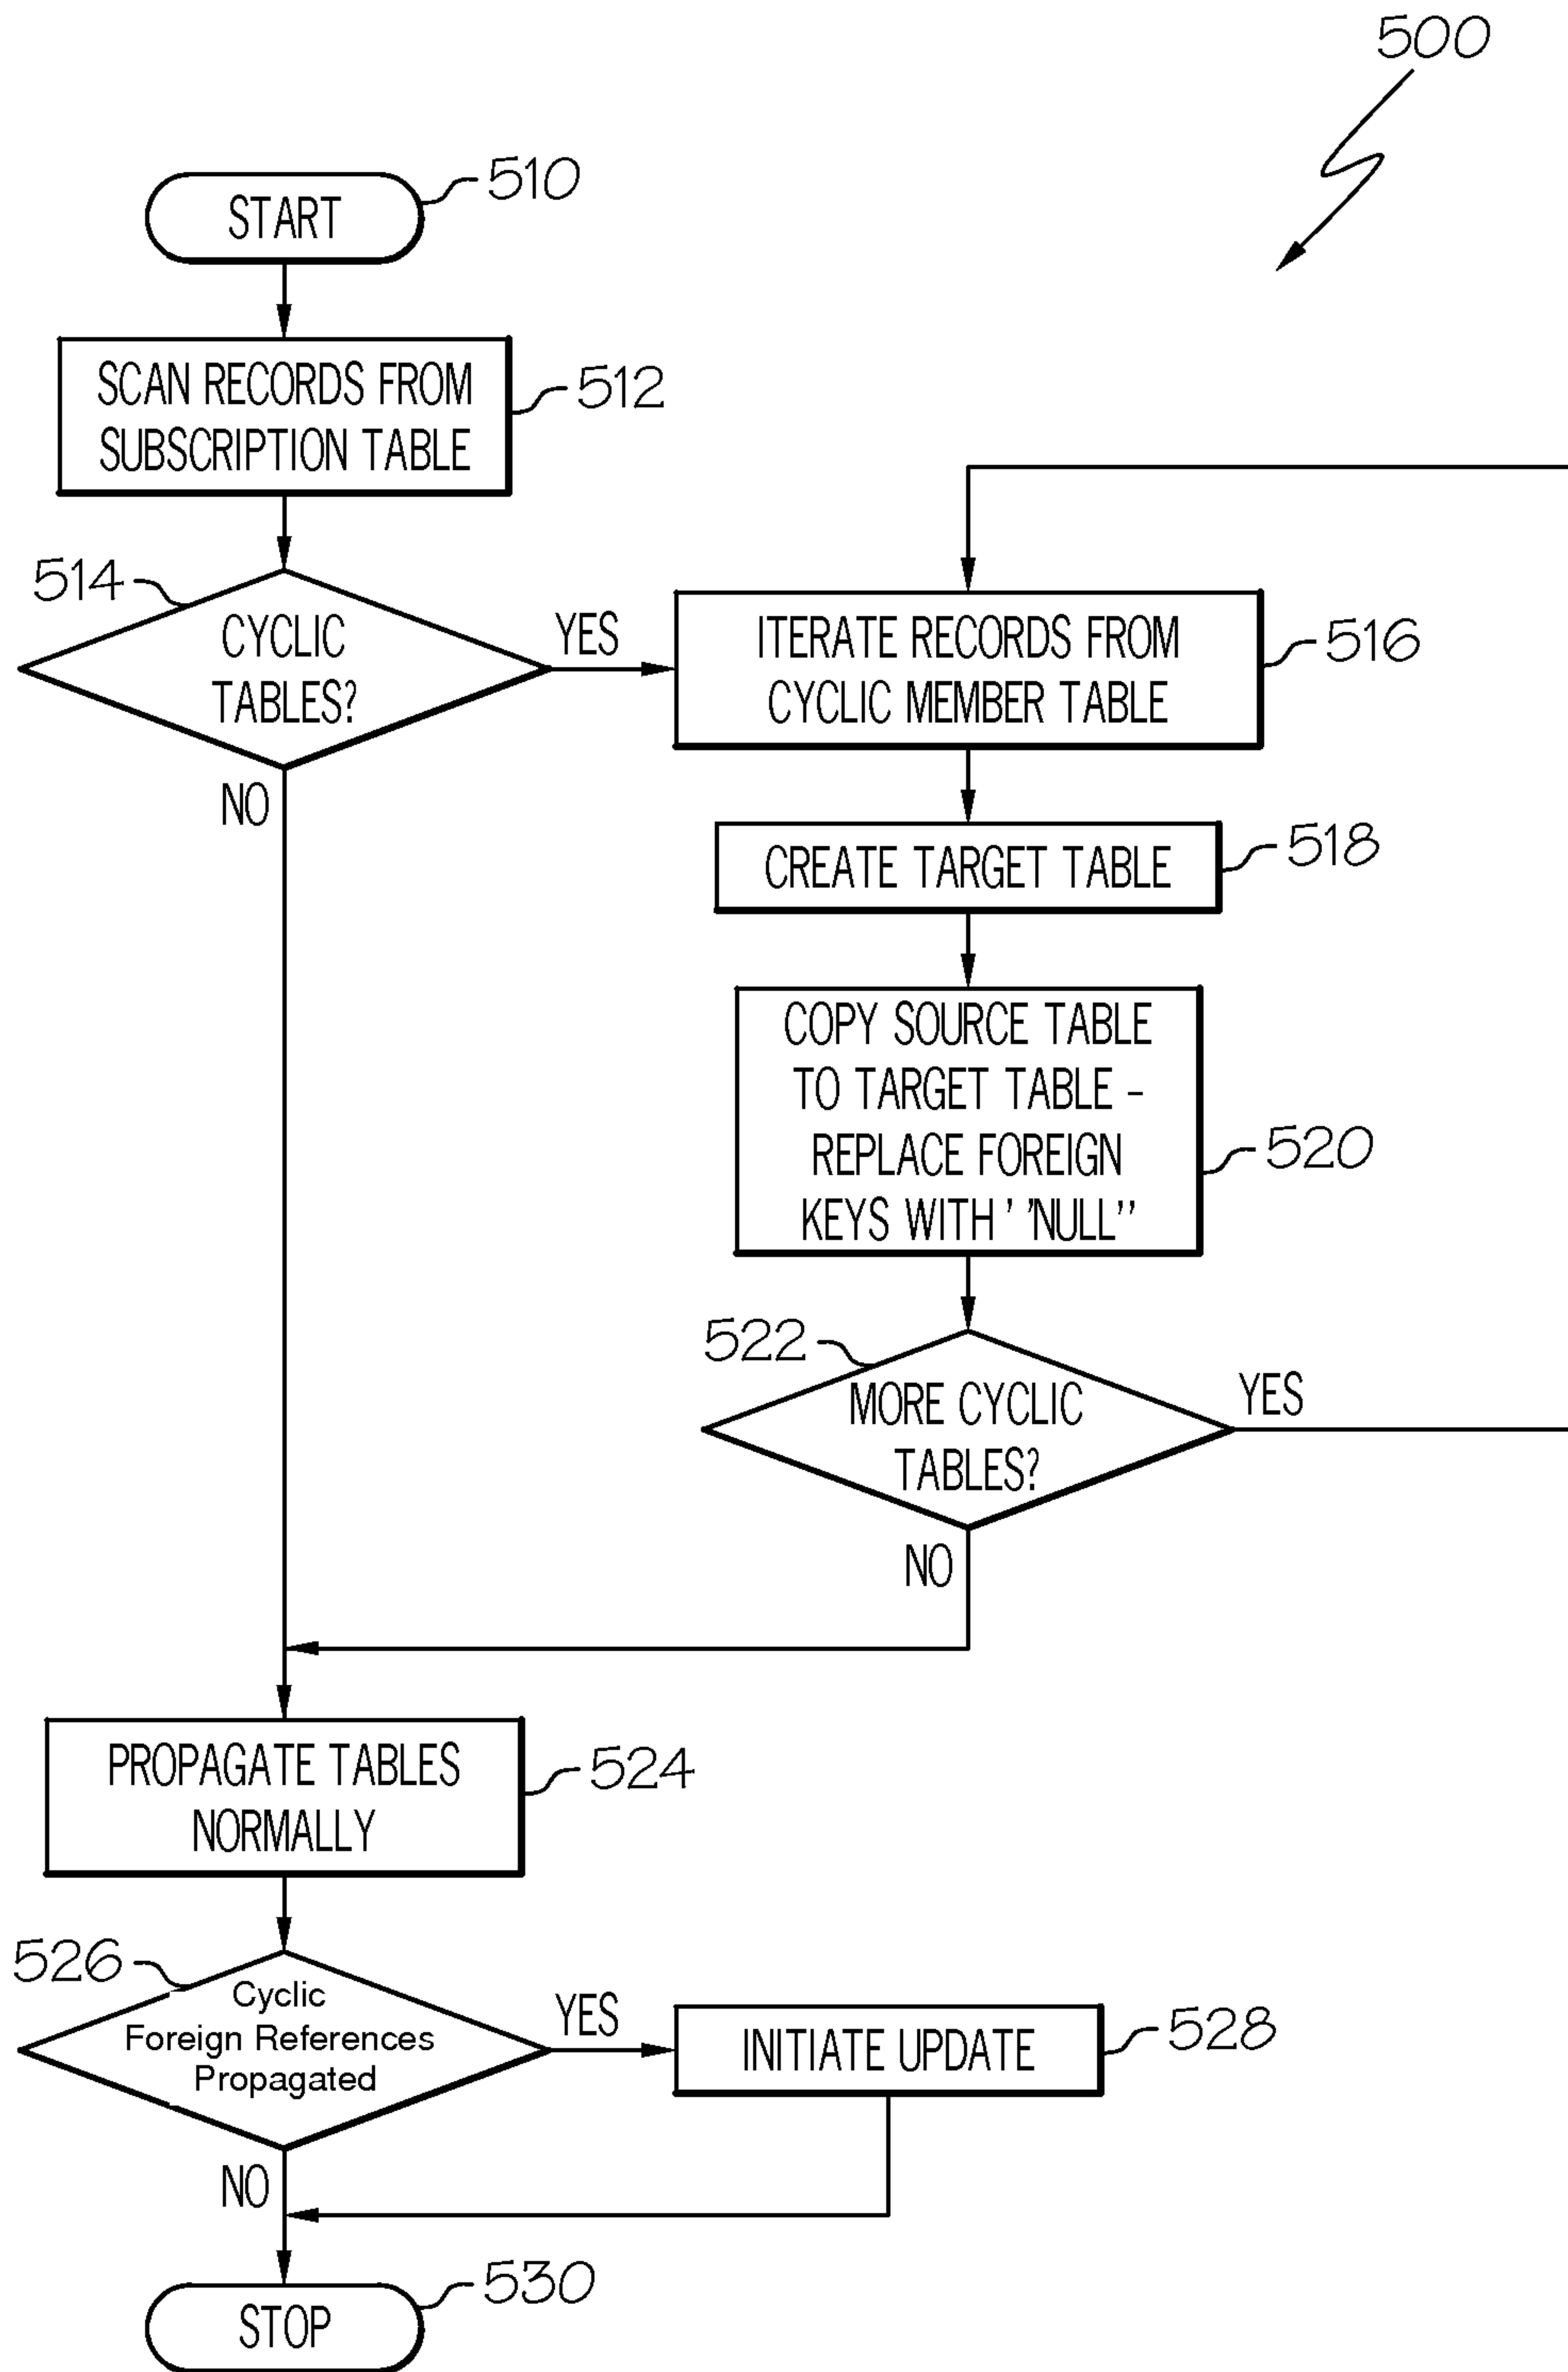 500
510
START
SCAN RECORDS FROM
SUBSCRIPTION TABLE
512
514
CYCLIC
TABLES?
YES
NO
ITERATE RECORDS FROM
CYCLIC MEMBER TABLE
516
CREATE TARGET TABLE
518
COPY SOURCE TABLE
TO TARGET TABLE –
REPLACE FOREIGN
KEYS WITH ' 'NULL''
520
522
MORE CYCLIC
TABLES?
YES
NO
PROPAGATE TABLES
NORMALLY
524
526
Cyclic
Foreign References
Propagated
YES
NO
INITIATE UPDATE
528
STOP
530